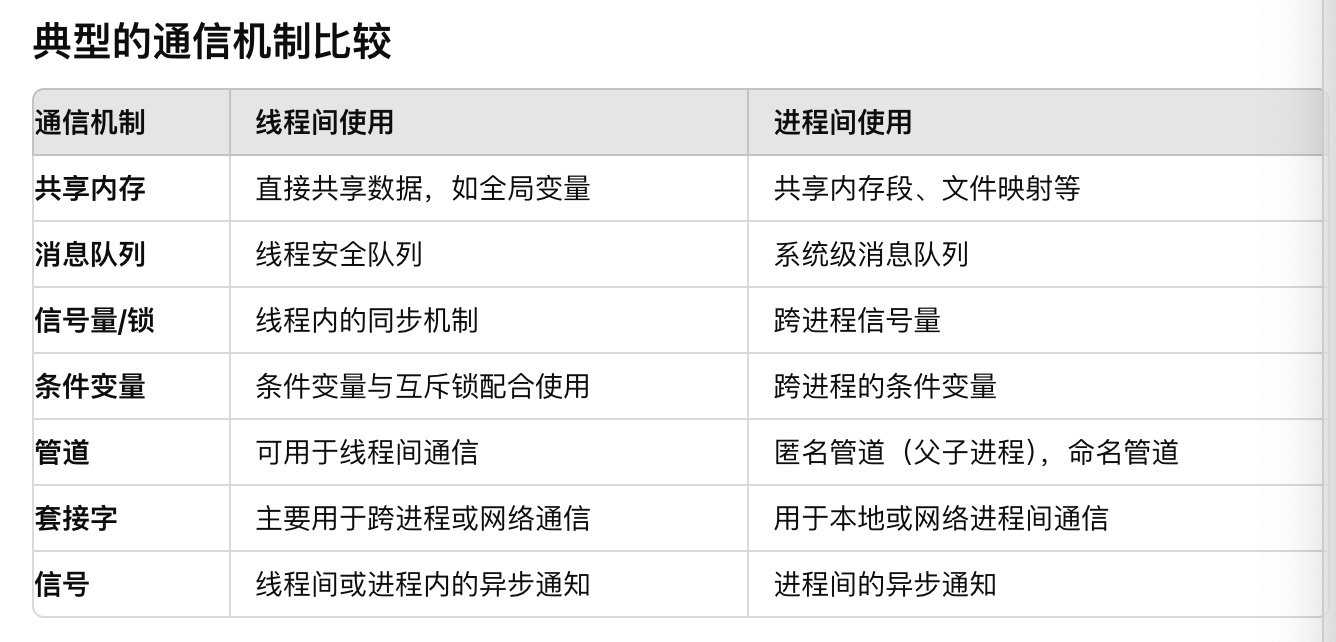 典型的通信机制比较
通信机制 线程间使用 进程间使用
共享内存 直接共享数据，如全局变量 共享内存段、文件映射等
消息队列 线程安全队列 系统级消息队列
信号量/锁 线程内的同步机制 跨进程信号量
条件变量 条件变量与互斥锁配合使用 跨进程的条件变量
管道 可用于线程间通信 匿名管道（父子进程），命名管道
套接字 主要用于跨进程或网络通信 用于本地或网络进程间通信
信号 线程间或进程内的异步通知 进程间的异步通知